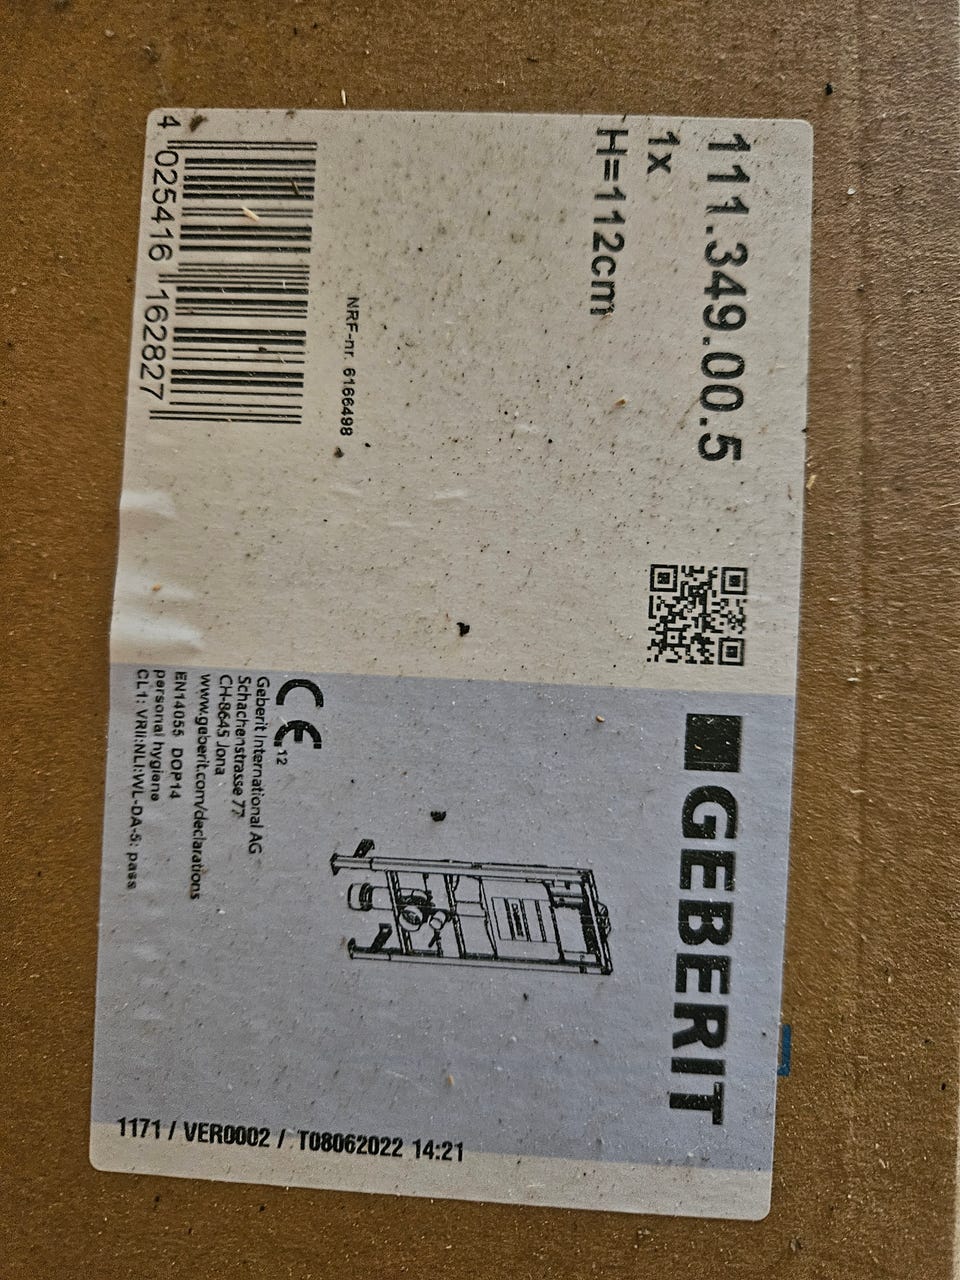 111.349.00.5
1x
H=112cm
NRF-nr. 6166498
4 025416 162827
GEBERIT
CE
12
Geberit International AG
Schachenstrasse 77
CH-8645 Jona
www.geberit.com/declarations
EN14055 DOP14
personal hygiene
CL1: VRII:NLI:WL-DA-5: pass
1171 / VER0002 / T08062022 14:21